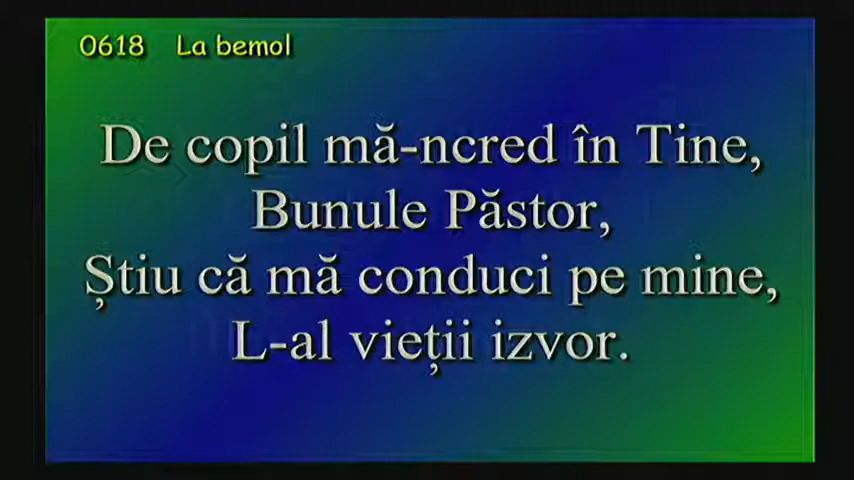 0618 La bemol
De copil mă-ncred în Tine,
Bunule Păstor,
Știu că mă conduci pe mine,
L-al vieții izvor.